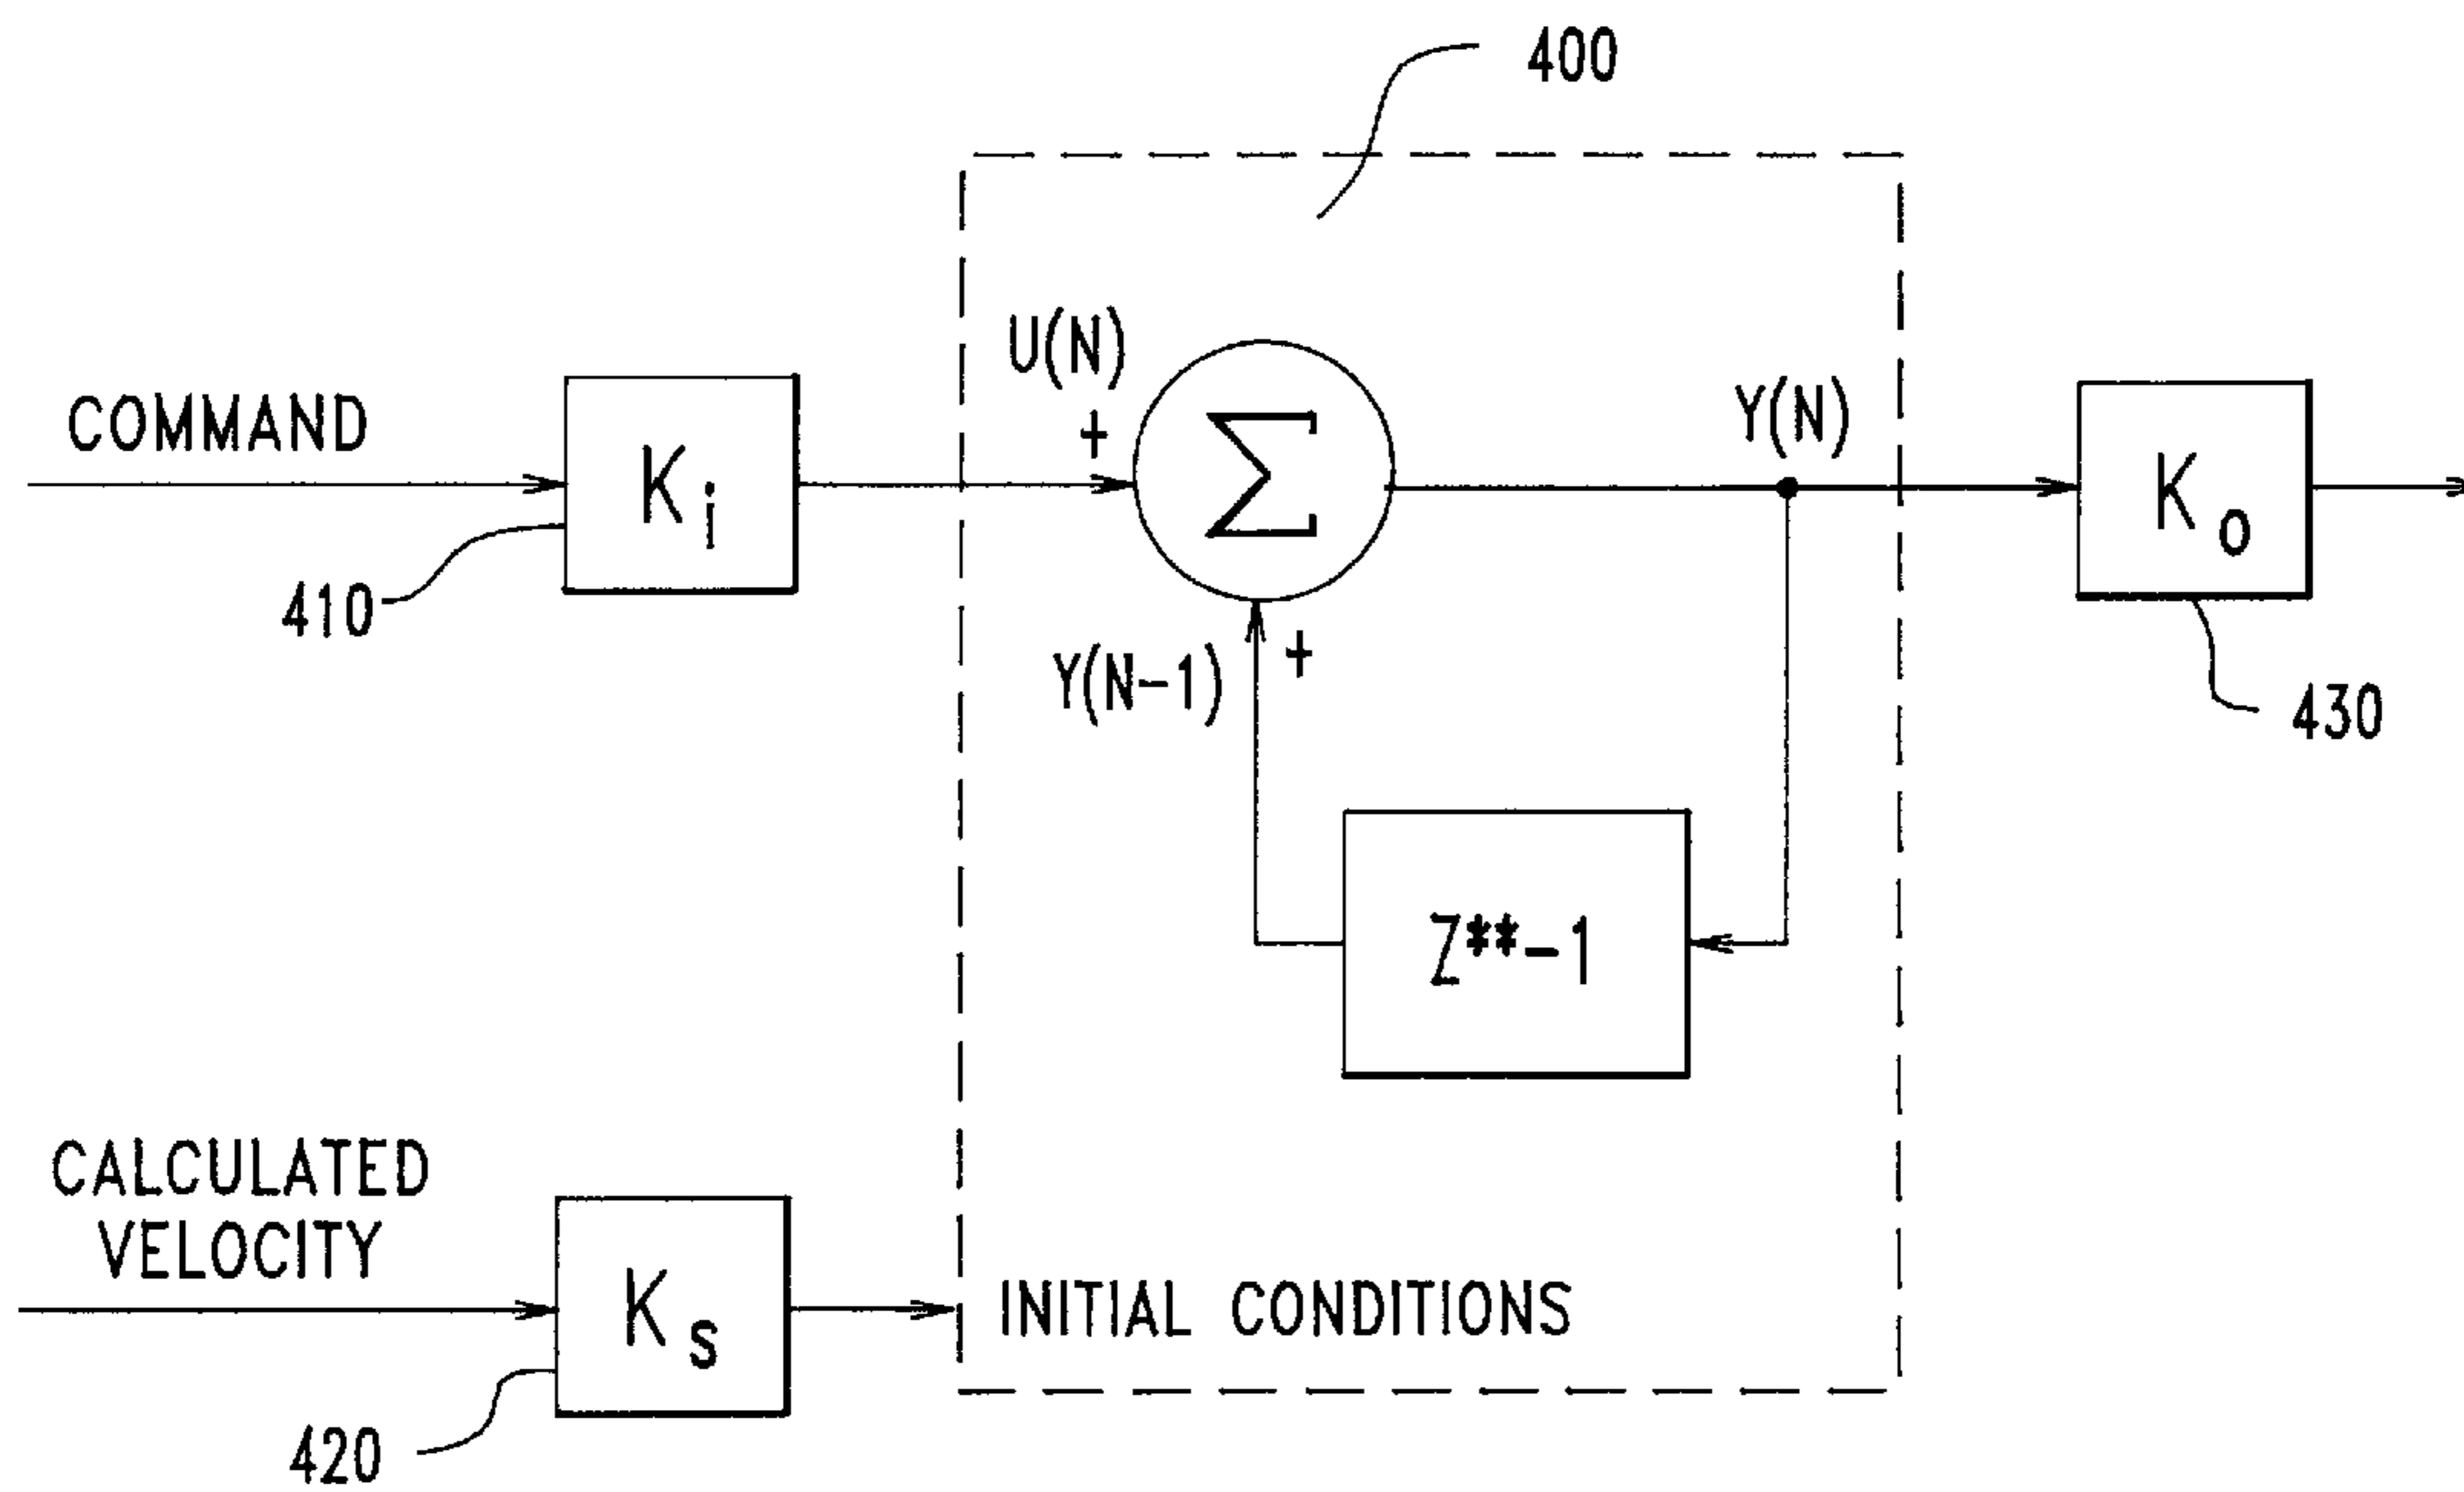 400
U(N)
+
COMMAND
K i
Σ
Y(N)
K o
410
Y(N-1)
+
430
Z**-1
CALCULATED
VELOCITY
K s
INITIAL CONDITIONS
420